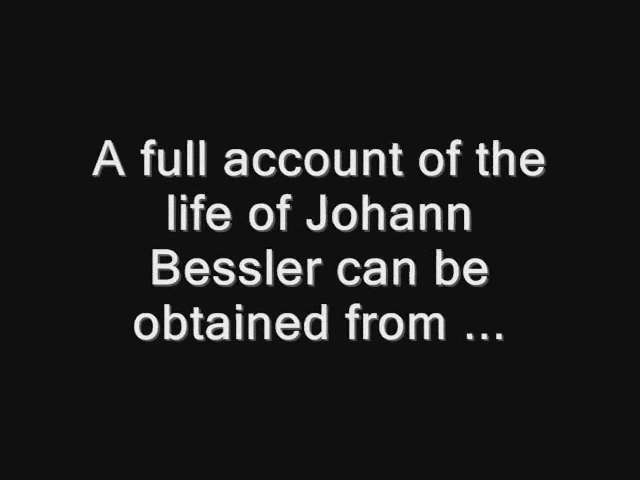 A full account of the
life of Johann
Bessler can be
obtained from ...